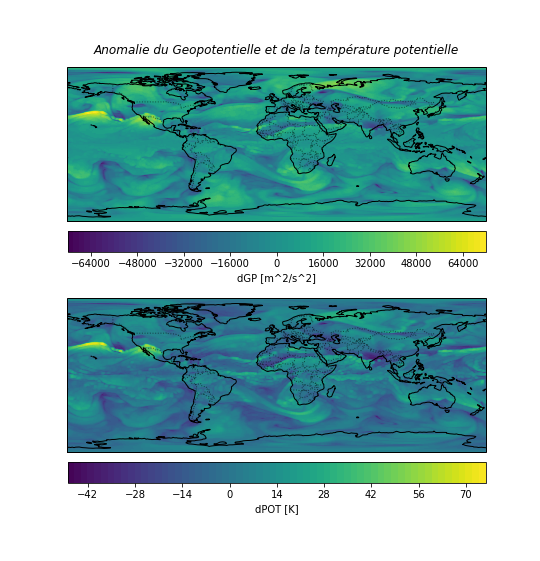 Anomalie du Geopotentielle et de la température potentielle
−64000 −48000 −32000 −16000 0 16000 32000 48000 64000
dGP [m^2/s^2]
−42 −28 −14 0 14 28 42 56 70
dPOT [K]